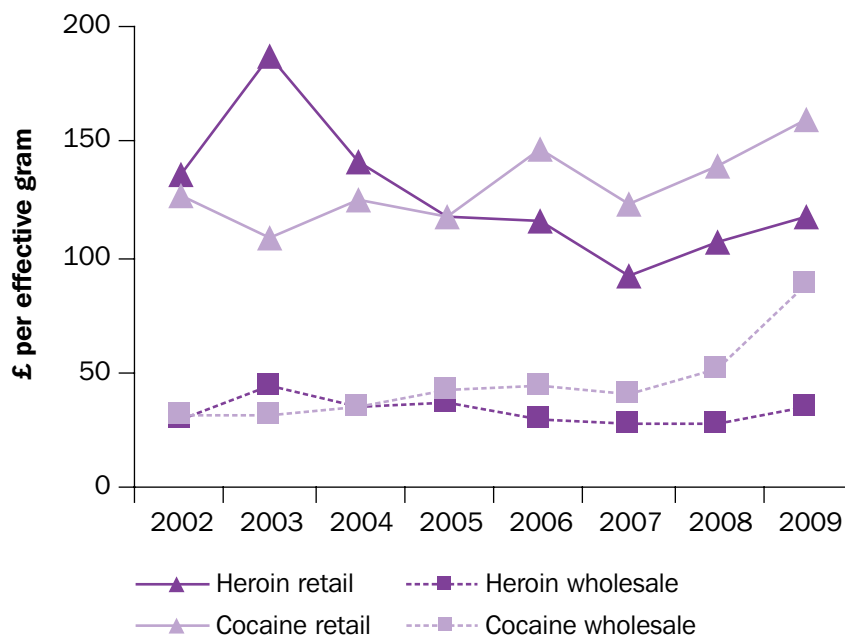 200
150
100
50
0
£ per effective gram
2002 2003 2004 2005 2006 2007 2008 2009
Heroin retail Heroin wholesale
Cocaine retail Cocaine wholesale